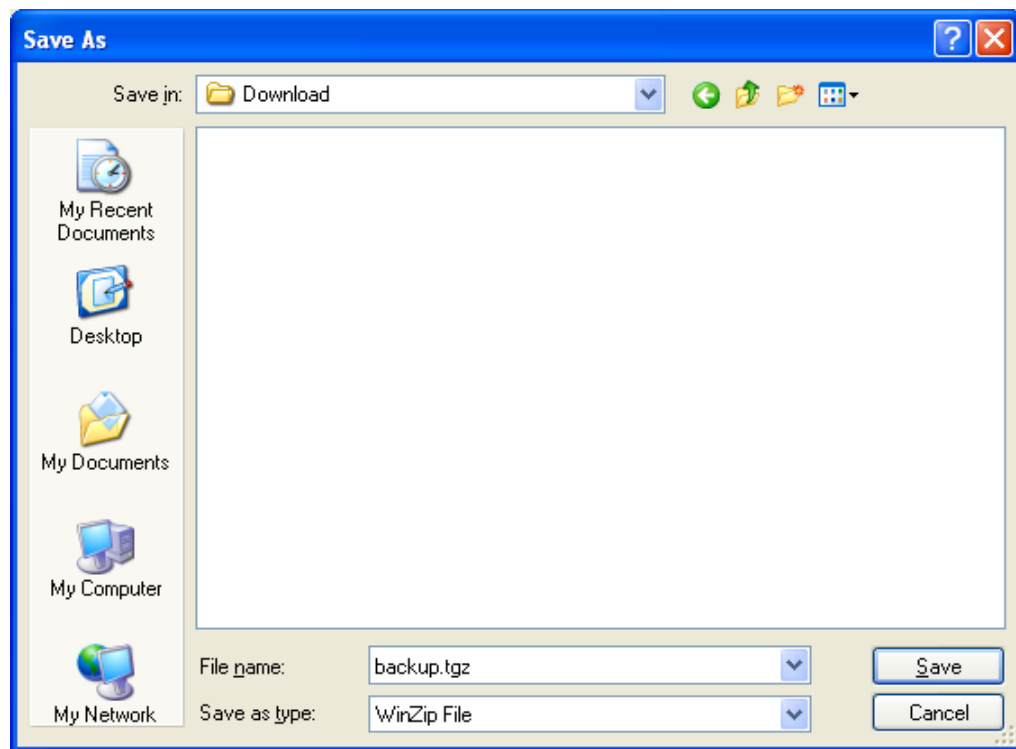 Save As
Save in:
Download
My Recent
Documents
Desktop
My Documents
My Computer
My Network
File name:
backup.tgz
Save
Save as type:
WinZip File
Cancel